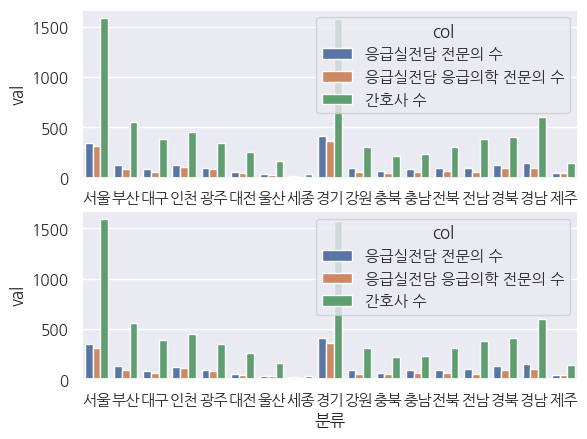 col
응급실전담 전문의 수
응급실전담 응급의학 전문의 수
간호사 수
val
1500
1000
500
0
서울 부산 대구 인천 광주 대전 울산 세종 경기 강원 충북 충남 전북 전남 경북 경남 제주
col
응급실전담 전문의 수
응급실전담 응급의학 전문의 수
간호사 수
val
1500
1000
500
0
서울 부산 대구 인천 광주 대전 울산 세종 경기 강원 충북 충남 전북 전남 경북 경남 제주
분류